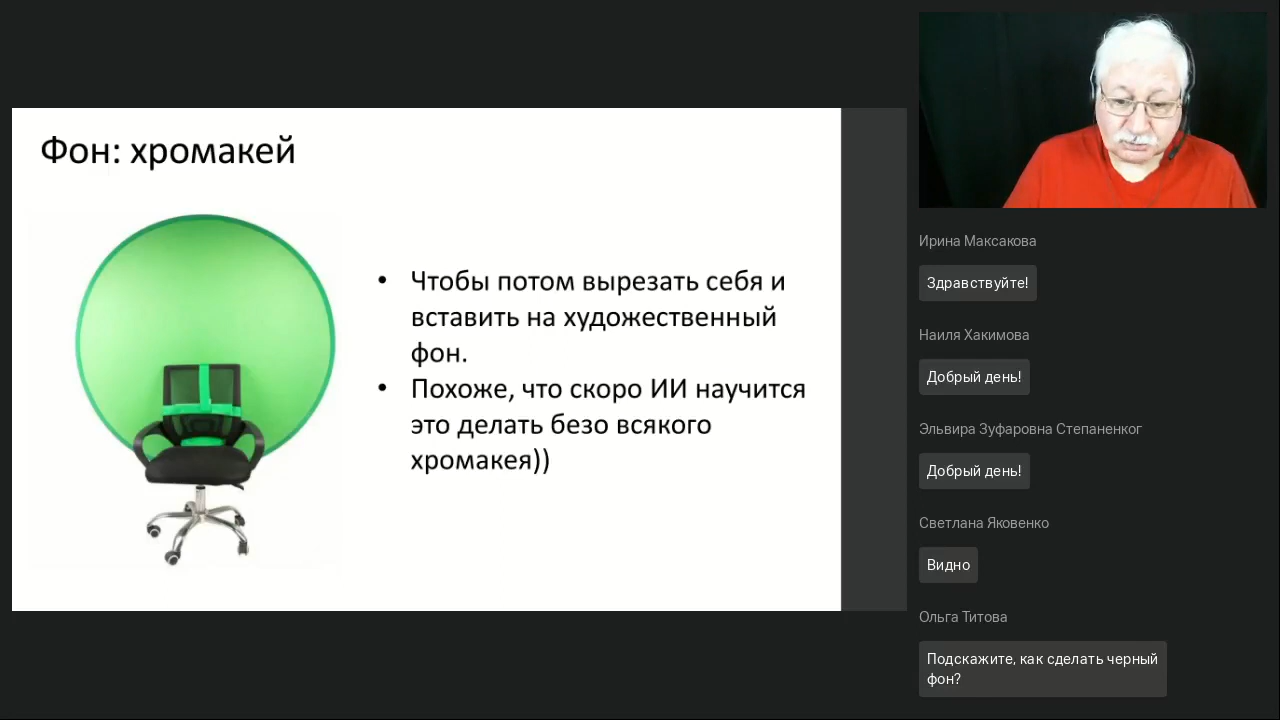 Фон: хромакей
Чтобы потом вырезать себя и
вставить на художественный
фон.
Похоже, что скоро ИИ научится
это делать безо всякого
хромакея))
Ирина Максакова
Здравствуйте!
Наиля Хакимова
Добрый день!
Эльвира Зуфаровна Степаненког
Добрый день!
Светлана Яковенко
Видно
Ольга Титова
Подскажите, как сделать черный
фон?